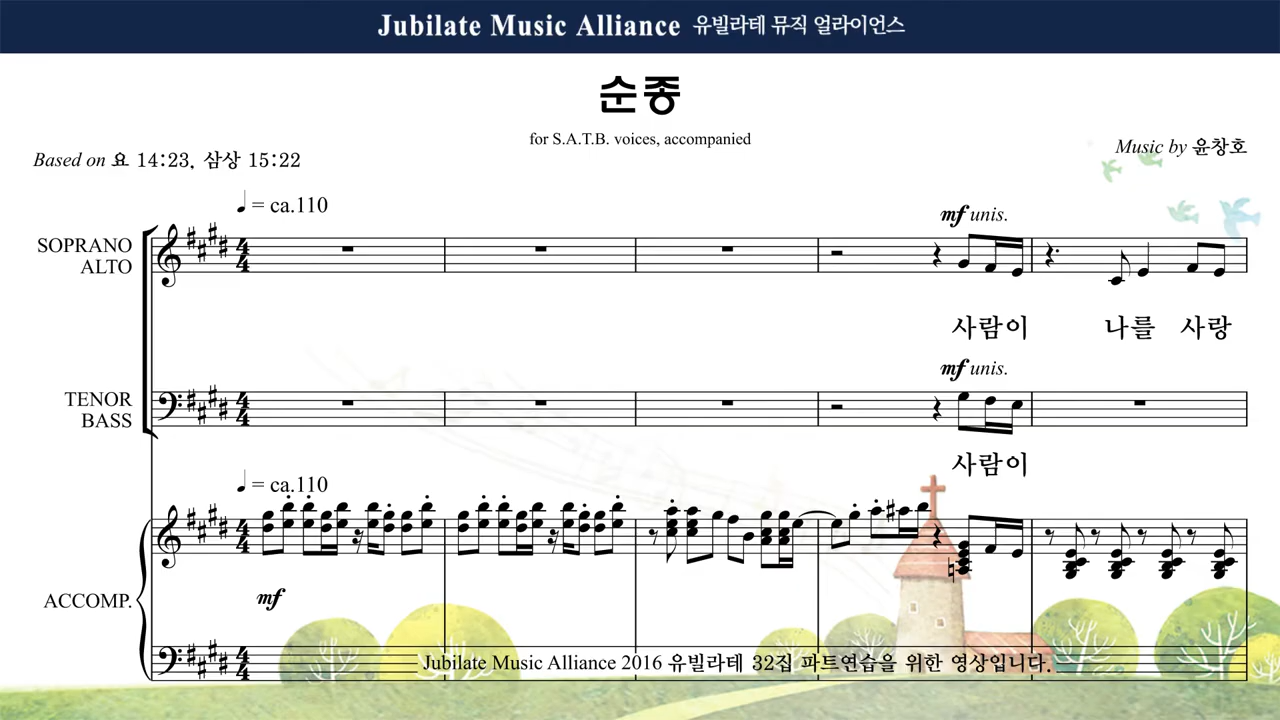 Jubilate Music Alliance 유빌라테 뮤직 얼라이언스
순종
for S.A.T.B. voices, accompanied
Based on 요 14:23, 삼상 15:22
Music by 윤창호
♩ = ca.110
mf unis.
SOPRANO
ALTO
사람이 나를 사랑
mf unis.
TENOR
BASS
사람이
♩ = ca.110
mf
ACCOMP.
Jubilate Music Alliance 2016 유빌라테 32집 파트연습을 위한 영상입니다.